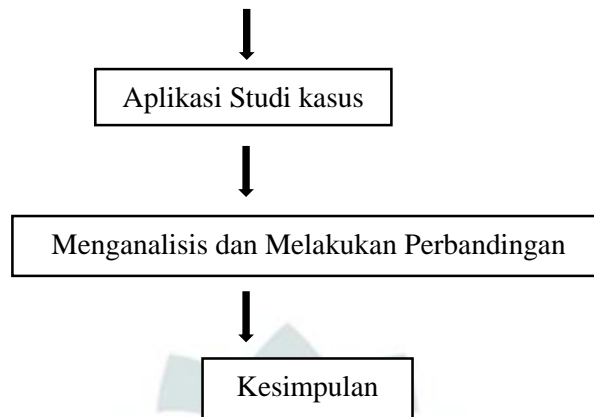 Aplikasi Studi kasus
Menganalisis dan Melakukan Perbandingan
Kesimpulan